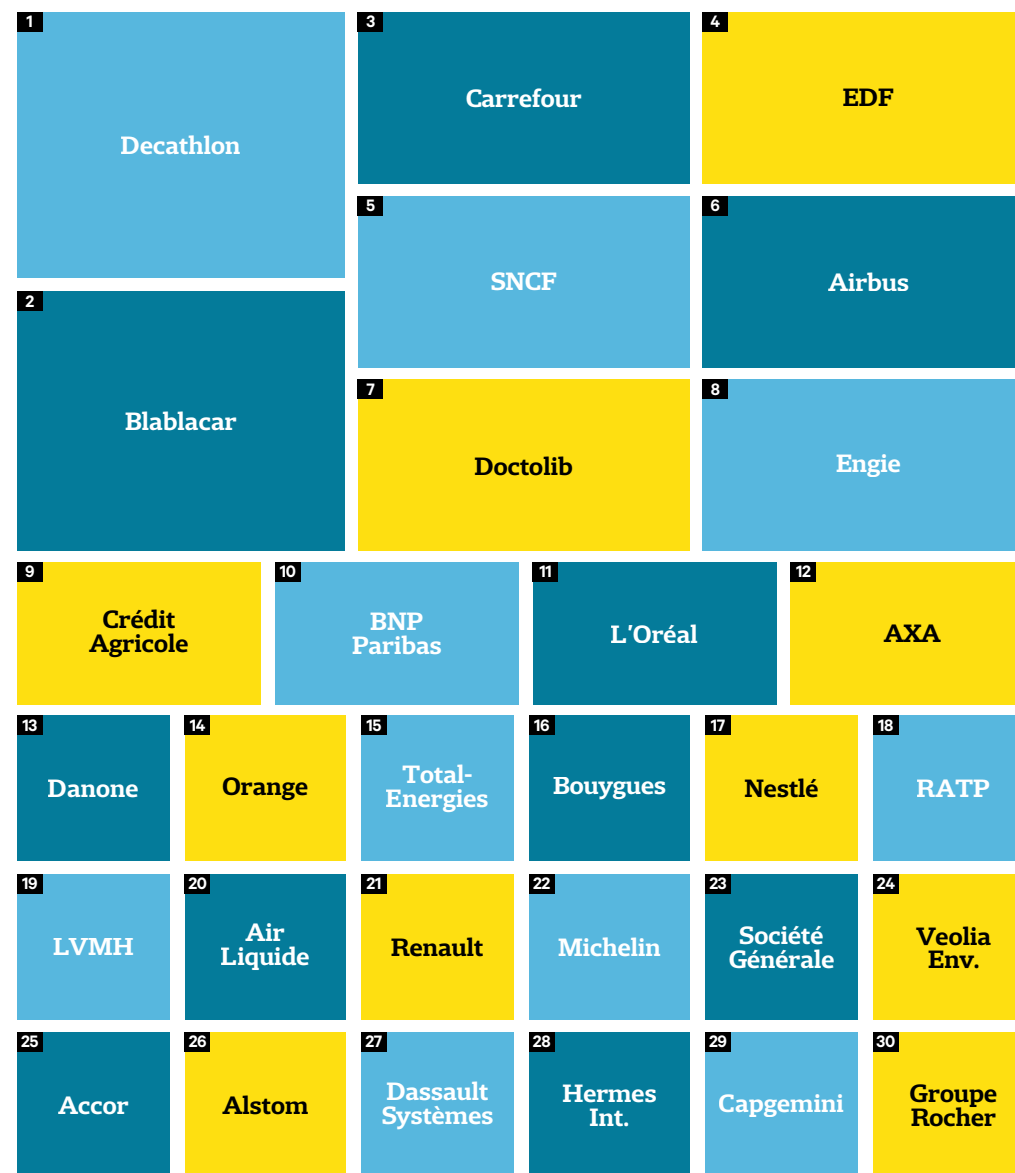 1
Decathlon
2
Blablacar
3
Carrefour
4
EDF
5
SNCF
6
Airbus
7
Doctolib
8
Engie
9
Crédit
Agricole
10
BNP
Paribas
11
L'Oréal
12
AXA
13
Danone
14
Orange
15
Total-
Energies
16
Bouygues
17
Nestlé
18
RATP
19
LVMH
20
Air
Liquide
21
Renault
22
Michelin
23
Société
Générale
24
Veolia
Env.
25
Accor
26
Alstom
27
Dassault
Systèmes
28
Hermes
Int.
29
Capgemini
30
Groupe
Rocher